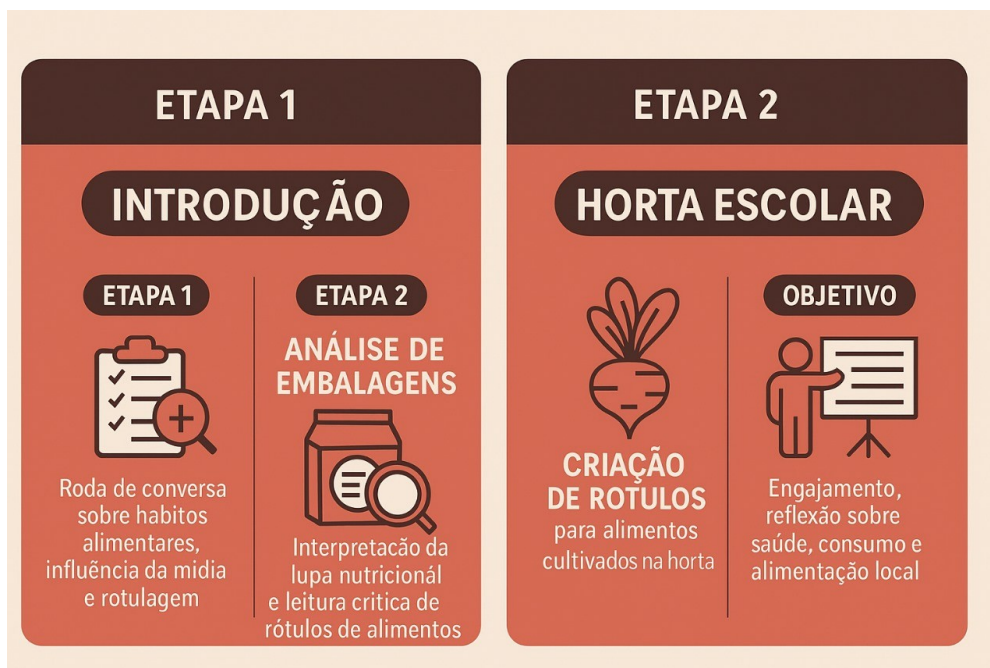 ETAPA 1
INTRODUÇÃO
ETAPA 1
Roda de conversa
sobre habitos
alimentares,
influência da midia
e rotulagem
ETAPA 2
ANÁLISE DE
EMBALAGENS
Interpretacão da
lupa nutricionál
e leitura critica de
rótulos de alimentos
ETAPA 2
HORTA ESCOLAR
CRIAÇÃO
DE ROTULOS
para alimentos
cultivados na horta
OBJETIVO
Engajamento,
reflexão sobre
saúde, consumo e
alimentação local